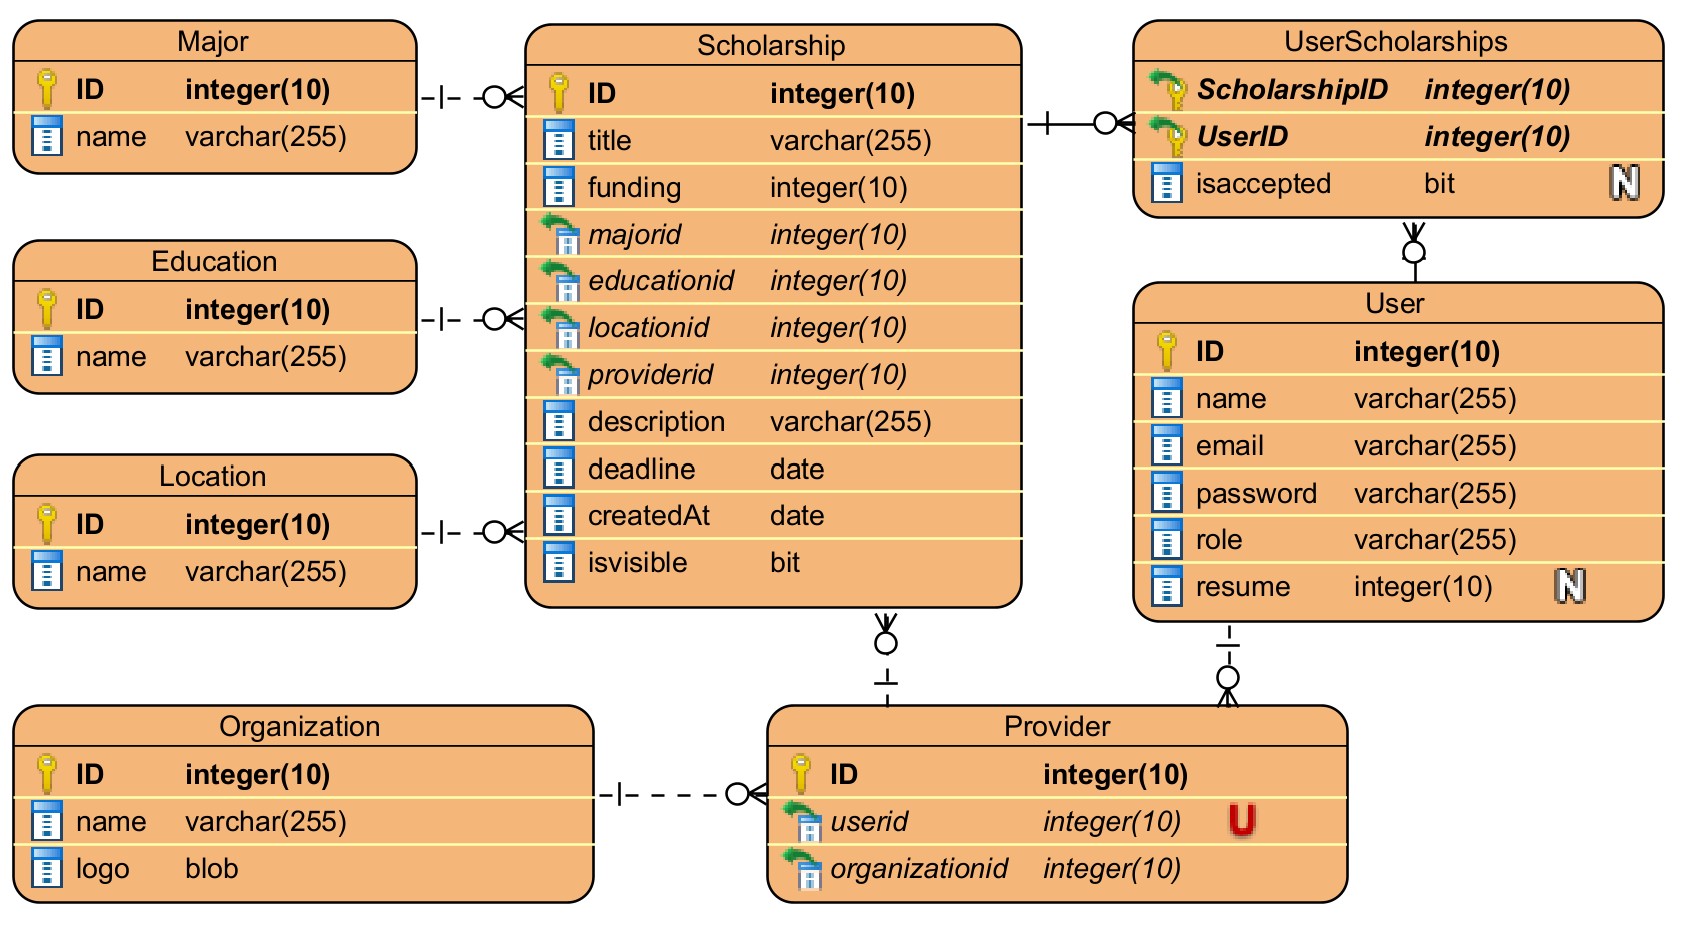 Major
ID integer(10)
name varchar(255)
Education
ID integer(10)
name varchar(255)
Location
ID integer(10)
name varchar(255)
Scholarship
ID integer(10)
title varchar(255)
funding integer(10)
majorid integer(10)
educationid integer(10)
locationid integer(10)
providerid integer(10)
description varchar(255)
deadline date
createdAt date
isvisible bit
UserScholarships
ScholarshipID integer(10)
UserID integer(10)
isaccepted bit N
User
ID integer(10)
name varchar(255)
email varchar(255)
password varchar(255)
role varchar(255)
resume integer(10) N
Organization
ID integer(10)
name varchar(255)
logo blob
Provider
ID integer(10)
userid integer(10) U
organizationid integer(10)